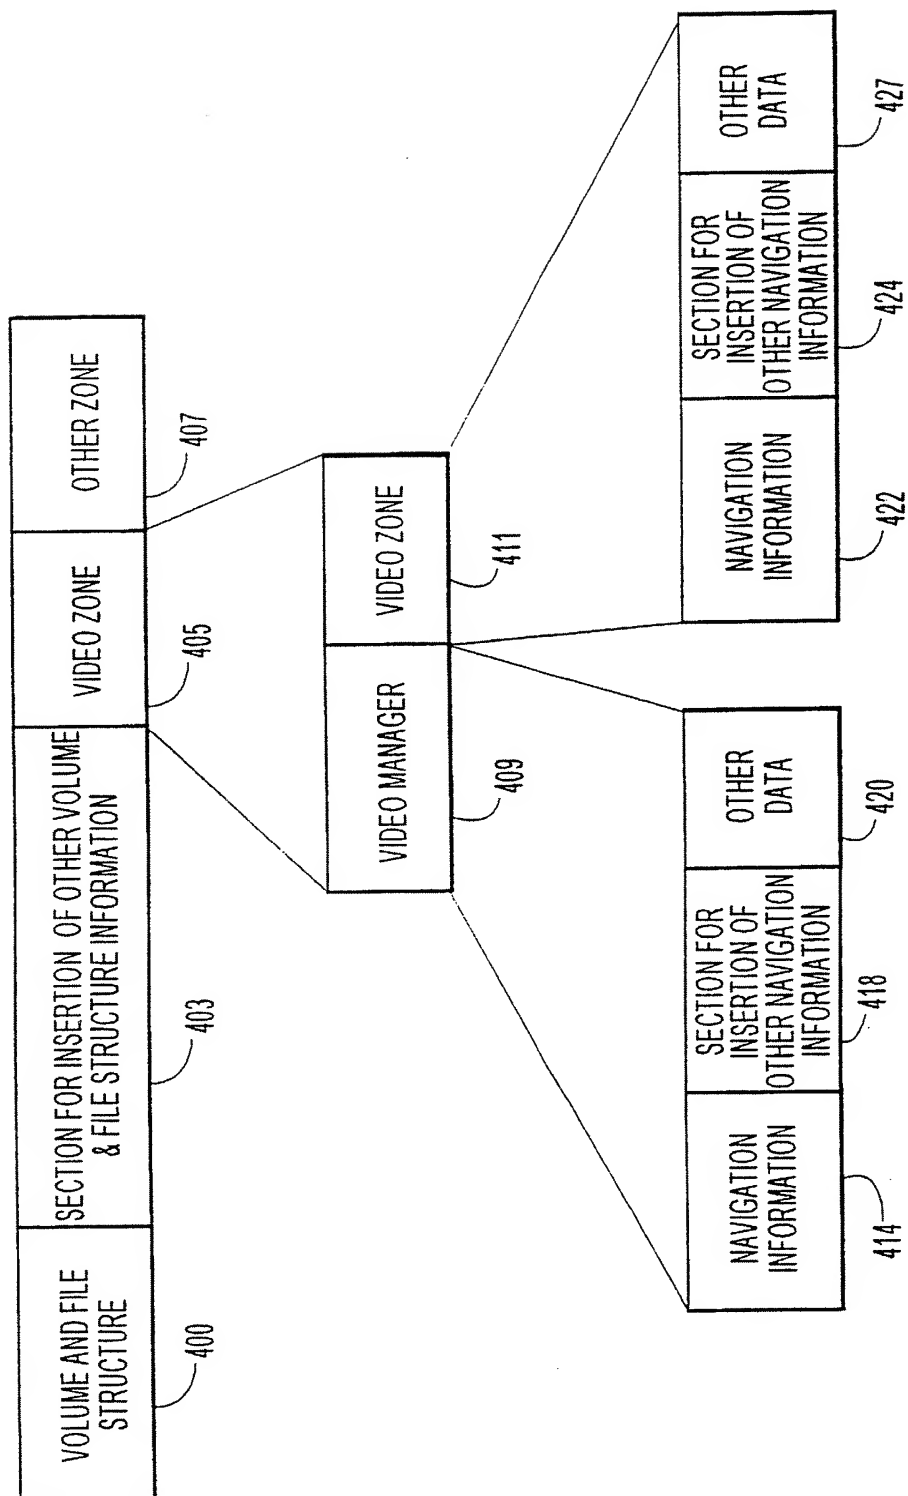 VOLUME AND FILE
STRUCTURE
400
SECTION FOR INSERTION OF OTHER VOLUME
& FILE STRUCTURE INFORMATION
403
VIDEO ZONE
405
OTHER ZONE
407
VIDEO MANAGER
409
VIDEO ZONE
411
NAVIGATION
INFORMATION
414
SECTION FOR
INSERTION OF
OTHER NAVIGATION
INFORMATION
418
OTHER
DATA
420
NAVIGATION
INFORMATION
422
SECTION FOR
INSERTION OF
OTHER NAVIGATION
INFORMATION
424
OTHER
DATA
427